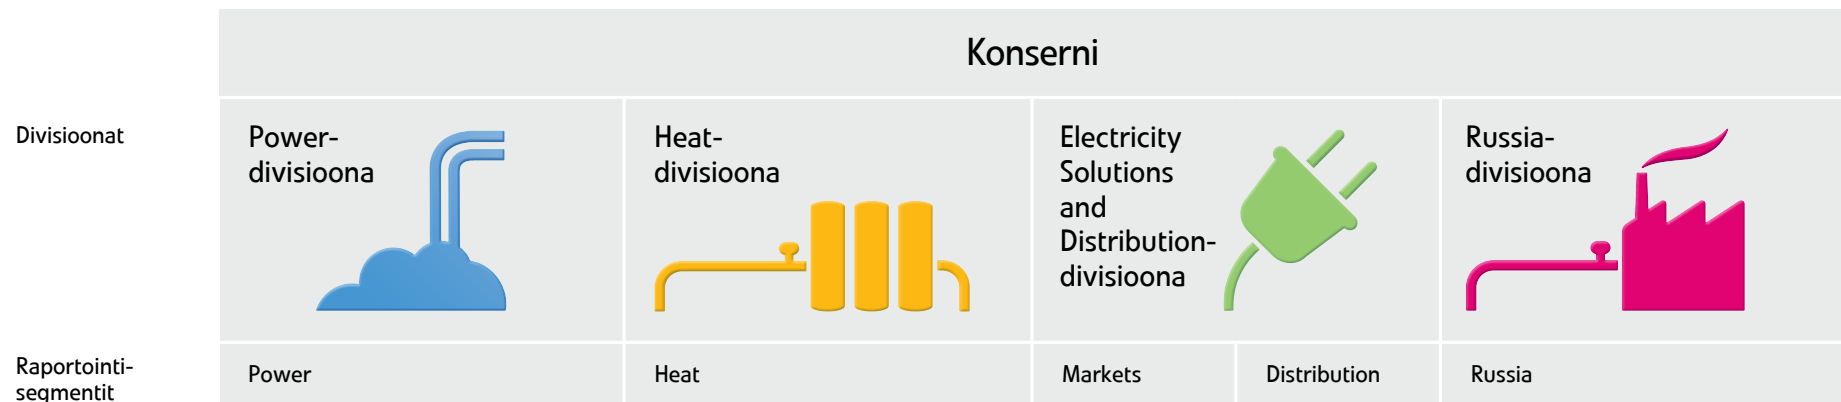 Konserni
Divisioonat
Power-
divisioona
Heat-
divisioona
Electricity
Solutions
and
Distribution-
divisioona
Russia-
divisioona
Raportointi-
segmentit
Power
Heat
Markets
Distribution
Russia